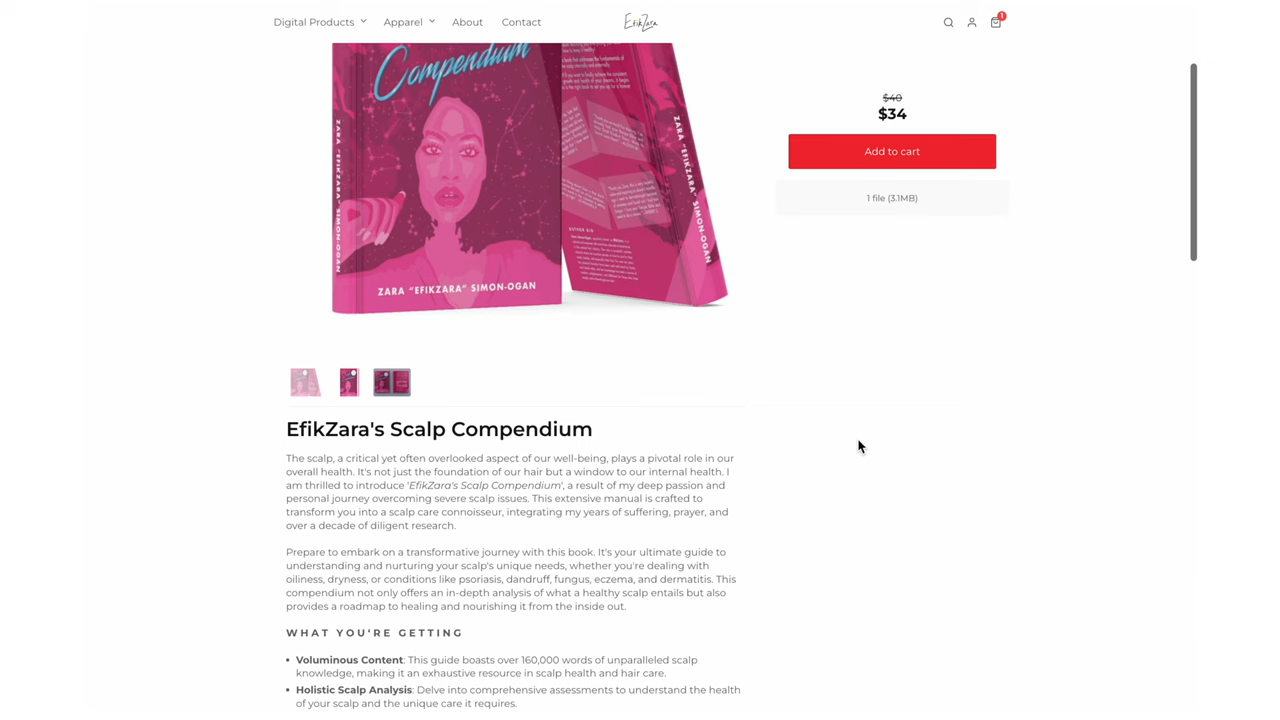 Digital Products
Apparel
About
Contact
EfikZara
1
Compendium
ZARA "EFIKZARA" SIMON-OGAN
ZARA "EFIKZARA" SIMON-OGAN
AUTHOR BIO
ZARA "EFIKZARA" SIMON-OGAN
$40
$34
Add to cart
1 file (3.1MB)
EfikZara's Scalp Compendium
The scalp, a critical yet often overlooked aspect of our well-being, plays a pivotal role in our
overall health. It's not just the foundation of our hair but a window to our internal health. I
am thrilled to introduce 'EfikZara's Scalp Compendium', a result of my deep passion and
personal journey overcoming severe scalp issues. This extensive manual is crafted to
transform you into a scalp care connoisseur, integrating my years of suffering, prayer, and
over a decade of diligent research.
Prepare to embark on a transformative journey with this book. It's your ultimate guide to
understanding and nurturing your scalp's unique needs, whether you're dealing with
oiliness, dryness, or conditions like psoriasis, dandruff, fungus, eczema, and dermatitis. This
compendium not only offers an in-depth analysis of what a healthy scalp entails but also
provides a roadmap to healing and nourishing it from the inside out.
WHAT YOU'RE GETTING
• Voluminous Content: This guide boasts over 160,000 words of unparalleled scalp
knowledge, making it an exhaustive resource in scalp health and hair care.
• Holistic Scalp Analysis: Delve into comprehensive assessments to understand the health
of your scalp and the unique care it requires.